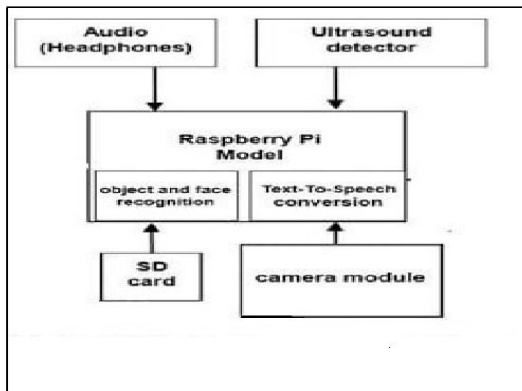 Audio
(Headphones)
Ultrasound
detector
Raspberry Pi
Model
object and face
recognition
Text-To-Speech
conversion
SD
card
camera module